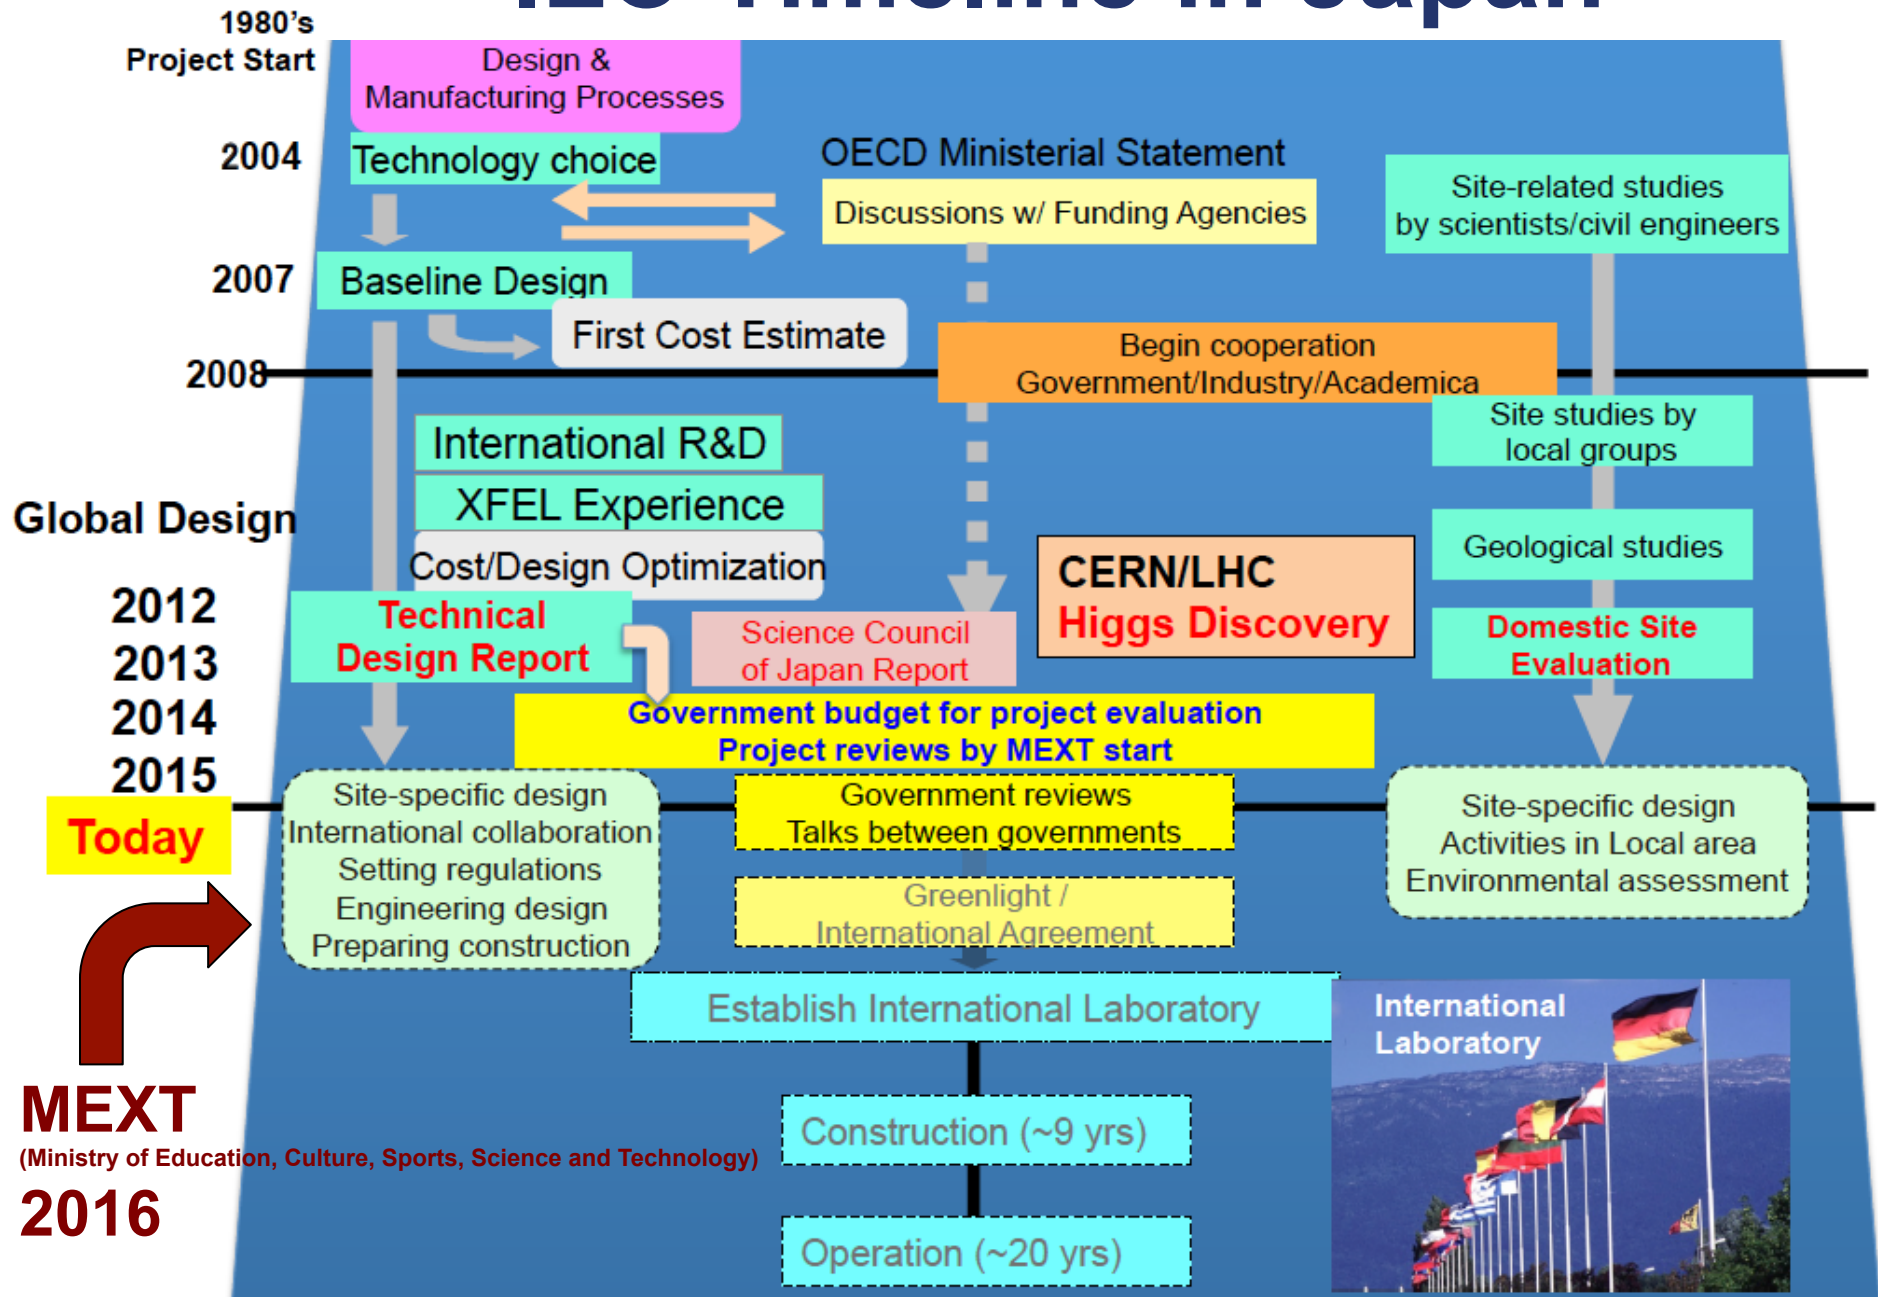 ILC Timeline in Japan
1980's
Project Start
Design &
Manufacturing Processes
2004
Technology choice
OECD Ministerial Statement
Discussions w/ Funding Agencies
Site-related studies
by scientists/civil engineers
2007
Baseline Design
First Cost Estimate
2008
Begin cooperation
Government/Industry/Academica
Site studies by
local groups
International R&D
XFEL Experience
Cost/Design Optimization
Global Design
Geological studies
CERN/LHC
Higgs Discovery
2012
2013
2014
2015
Technical
Design Report
Science Council
of Japan Report
Domestic Site
Evaluation
Government budget for project evaluation
Project reviews by MEXT start
Today
Site-specific design
International collaboration
Setting regulations
Engineering design
Preparing construction
Government reviews
Talks between governments
Site-specific design
Activities in Local area
Environmental assessment
Greenlight /
International Agreement
Establish International Laboratory
International
Laboratory
MEXT
(Ministry of Education, Culture, Sports, Science and Technology)
2016
Construction (~9 yrs)
Operation (~20 yrs)